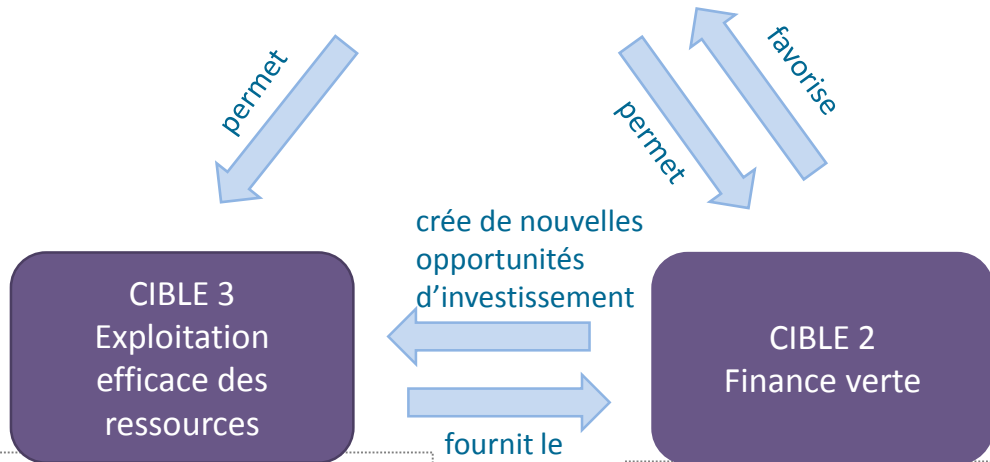 permet
permet
favorise
crée de nouvelles
opportunités
d’investissement
CIBLE 3
Exploitation
efficace des
ressources
CIBLE 2
Finance verte
fournit le